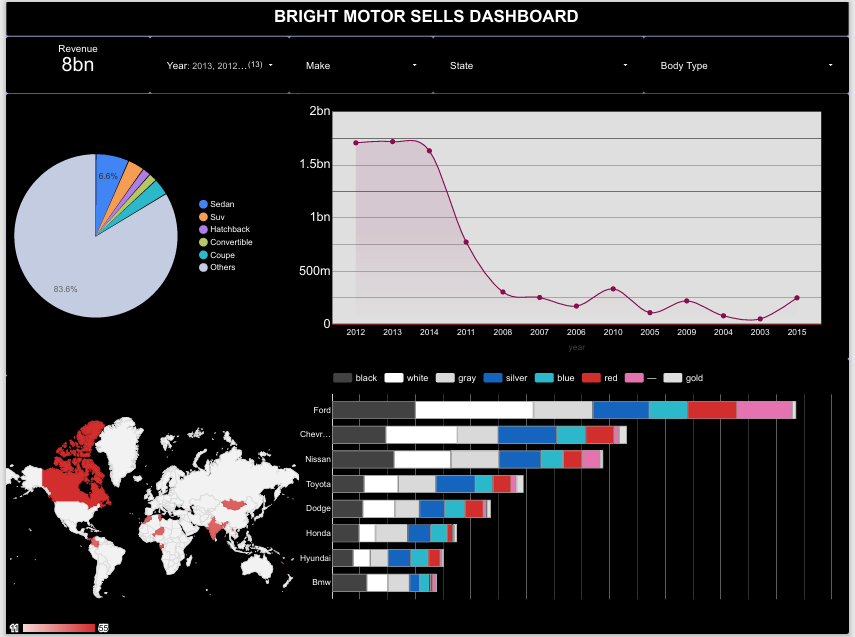 BRIGHT MOTOR SELLS DASHBOARD
Revenue
8bn
Year: 2013, 2012... (13)
Make
State
Body Type
6.6%
83.6%
Sedan
Suv
Hatchback
Convertible
Coupe
Others
2bn
1.5bn
1bn
500m
0
2012 2013 2014 2011 2008 2007 2006 2010 2005 2009 2004 2003 2015
year
black white gray silver blue red — gold
Ford
Chevr...
Nissan
Toyota
Dodge
Honda
Hyundai
Bmw
11 55